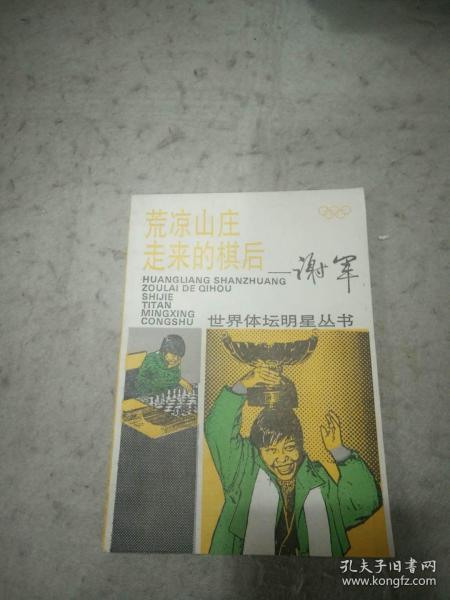 荒凉山庄
走来的棋后
——谢军
HUANGLIANG SHANZHUANG
ZOULAI DE QIHOU
SHIJIE
TITAN
MINGXING
CONGSHU
世界体坛明星丛书
孔夫子旧书网
www.kongfz.com